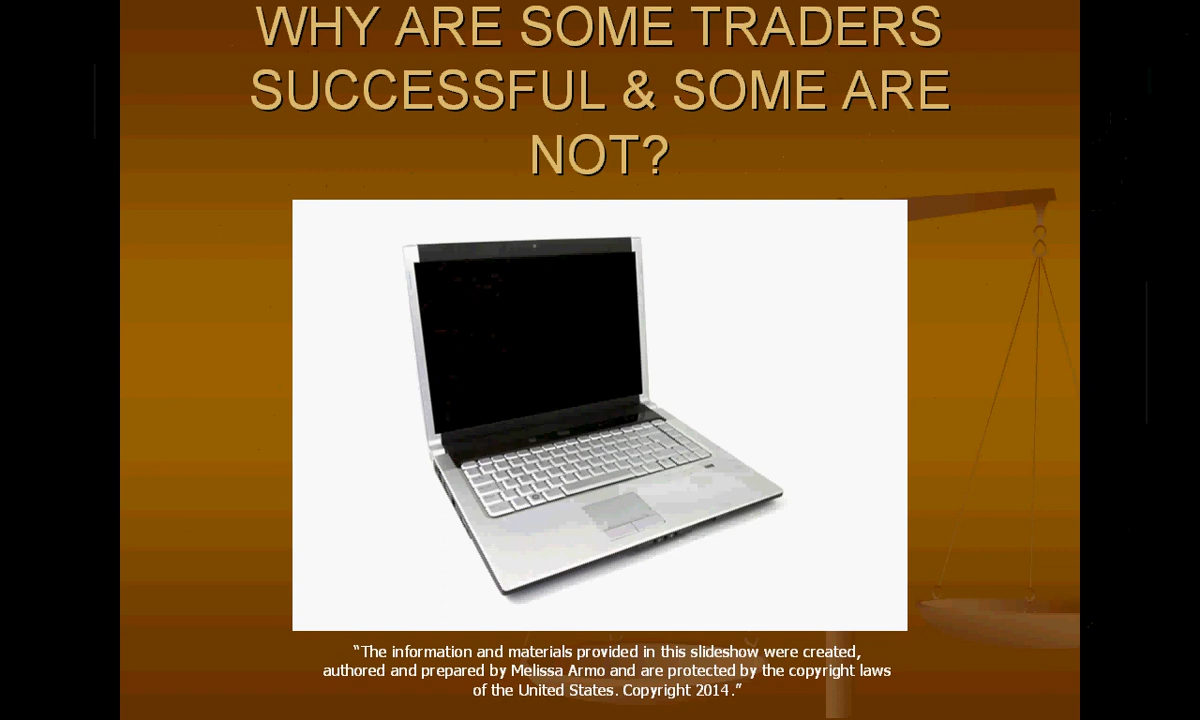 WHY ARE SOME TRADERS
SUCCESSFUL & SOME ARE
NOT?
“The information and materials provided in this slideshow were created,
authored and prepared by Melissa Armo and are protected by the copyright laws
of the United States. Copyright 2014.”